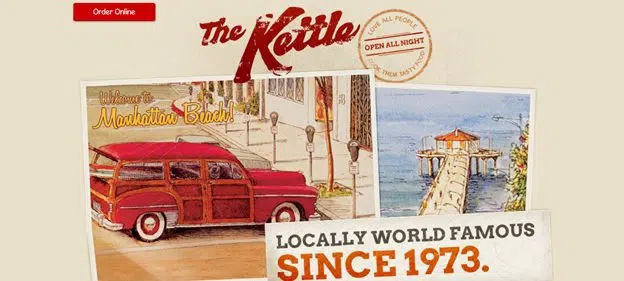 Order Online
The Kettle
LOVE ALL PEOPLE
OPEN ALL NIGHT
COOK THEM TASTY FOOD
Welcome to
Manhattan Beach!
LOCALLY WORLD FAMOUS
SINCE 1973.